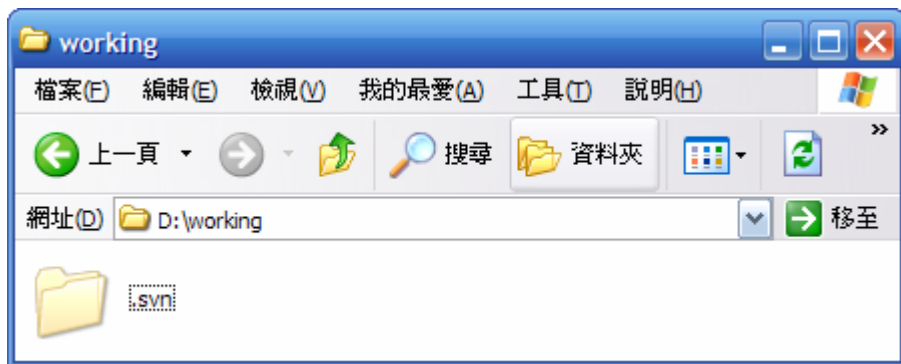 working
檔案(F) 編輯(E) 檢視(V) 我的最愛(A) 工具(T) 說明(H)
上一頁 搜尋 資料夾 »
網址(D) D:\working 移至
.svn